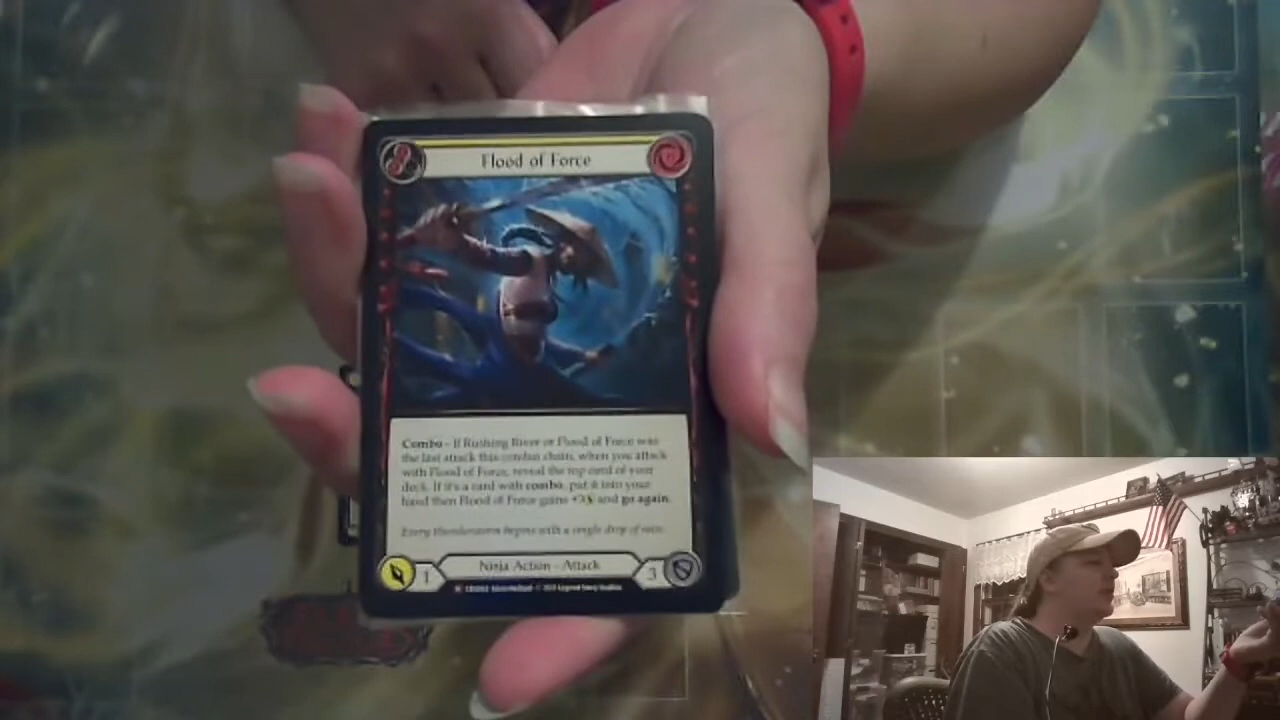 Flood of Force
Combo - If Rushing River or Flood of Force was
the last attack this combat chain, when you attack
with Flood of Force, reveal the top card of your
deck. If it's a card with combo, put it into your
hand then Flood of Force gains and go again.
Every thunderstorm begins with a single drop of rain.
1
Ninja Action - Attack
3